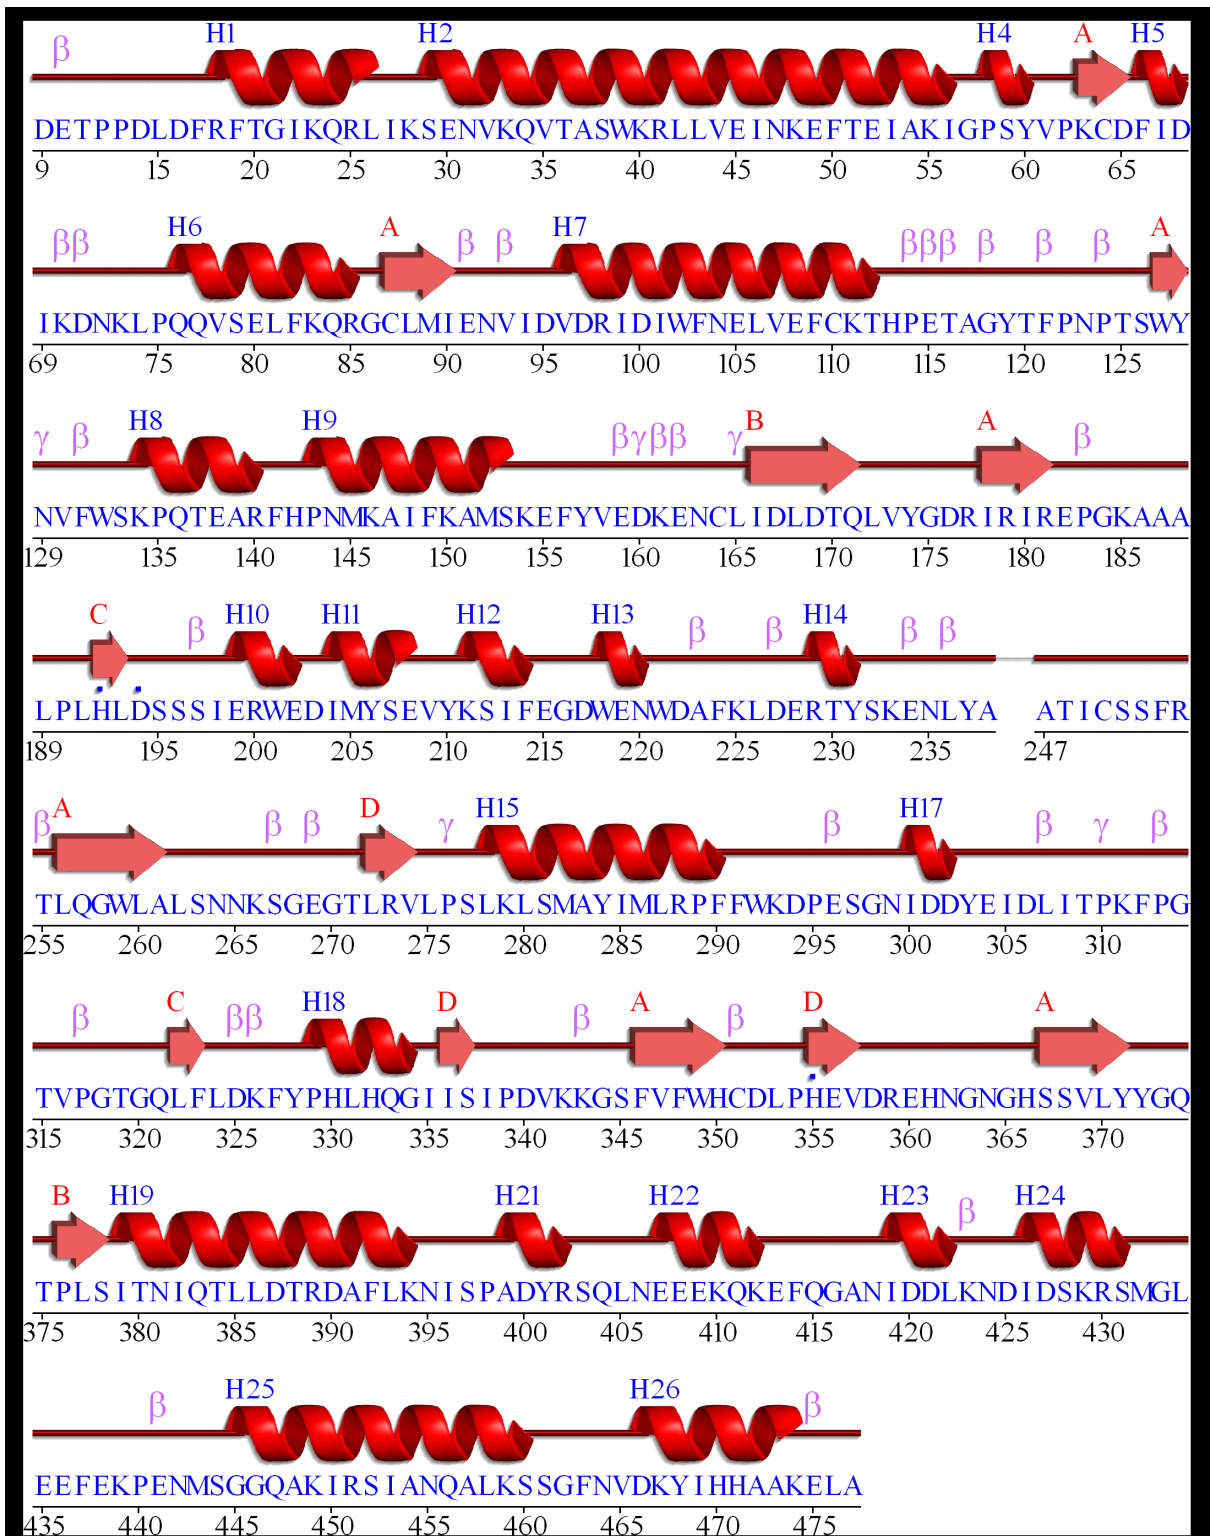 β H1 H2 H4 A H5
DETPPDLDFRFTGIKQRLIKSENVKQVTASWKRLLVEINKEFTEIAKIGPSYVPKCDFID
9 15 20 25 30 35 40 45 50 55 60 65
ββ H6 A β β H7 βββ β β β A
IKDNKLPQQVSELFKQRGCLMIENVIDVDRIDIWFNELVEFCKTHPETAGYTFPNPTSWY
69 75 80 85 90 95 100 105 110 115 120 125
γ β H8 H9 βγββ γ B A β
NVFWSKPQTEARFHPNMKAIFKAMSKEFYVEDKENCLIDLDTQLVYGDRIRIREPGKAAA
129 135 140 145 150 155 160 165 170 175 180 185
C β H10 H11 H12 H13 β β H14 β β
LPLHLDSSSIERWEDIMYSEVYKSIFEGDWENWDAFKLDERTYSKENLYA ATICSSFR
189 195 200 205 210 215 220 225 230 235 247
β A β β D γ H15 β H17 β γ β
TLQGWLALSNNKSGEGTLRVLPSLKLSMAYIMLRPFFWKDPESGNIDDYEIDLITPKFPG
255 260 265 270 275 280 285 290 295 300 305 310
β C ββ H18 D β A β D A
TVPGTGQLFLDKFYPHLHQGIISIPDVKKGSFVFWHCDLPHEVDREHNGNGHSSVLYYGQ
315 320 325 330 335 340 345 350 355 360 365 370
B H19 H21 H22 H23 β H24
TPLSITNIQTLLDTRDAFLKNISPADYRSQLNEEEKQKEFQGANIDDLKNDIDSKRSMGL
375 380 385 390 395 400 405 410 415 420 425 430
β H25 H26 β
EEFEKPENMSGGQAKIRSIANQALKSSGFNVDKYIHHAAKELA
435 440 445 450 455 460 465 470 475